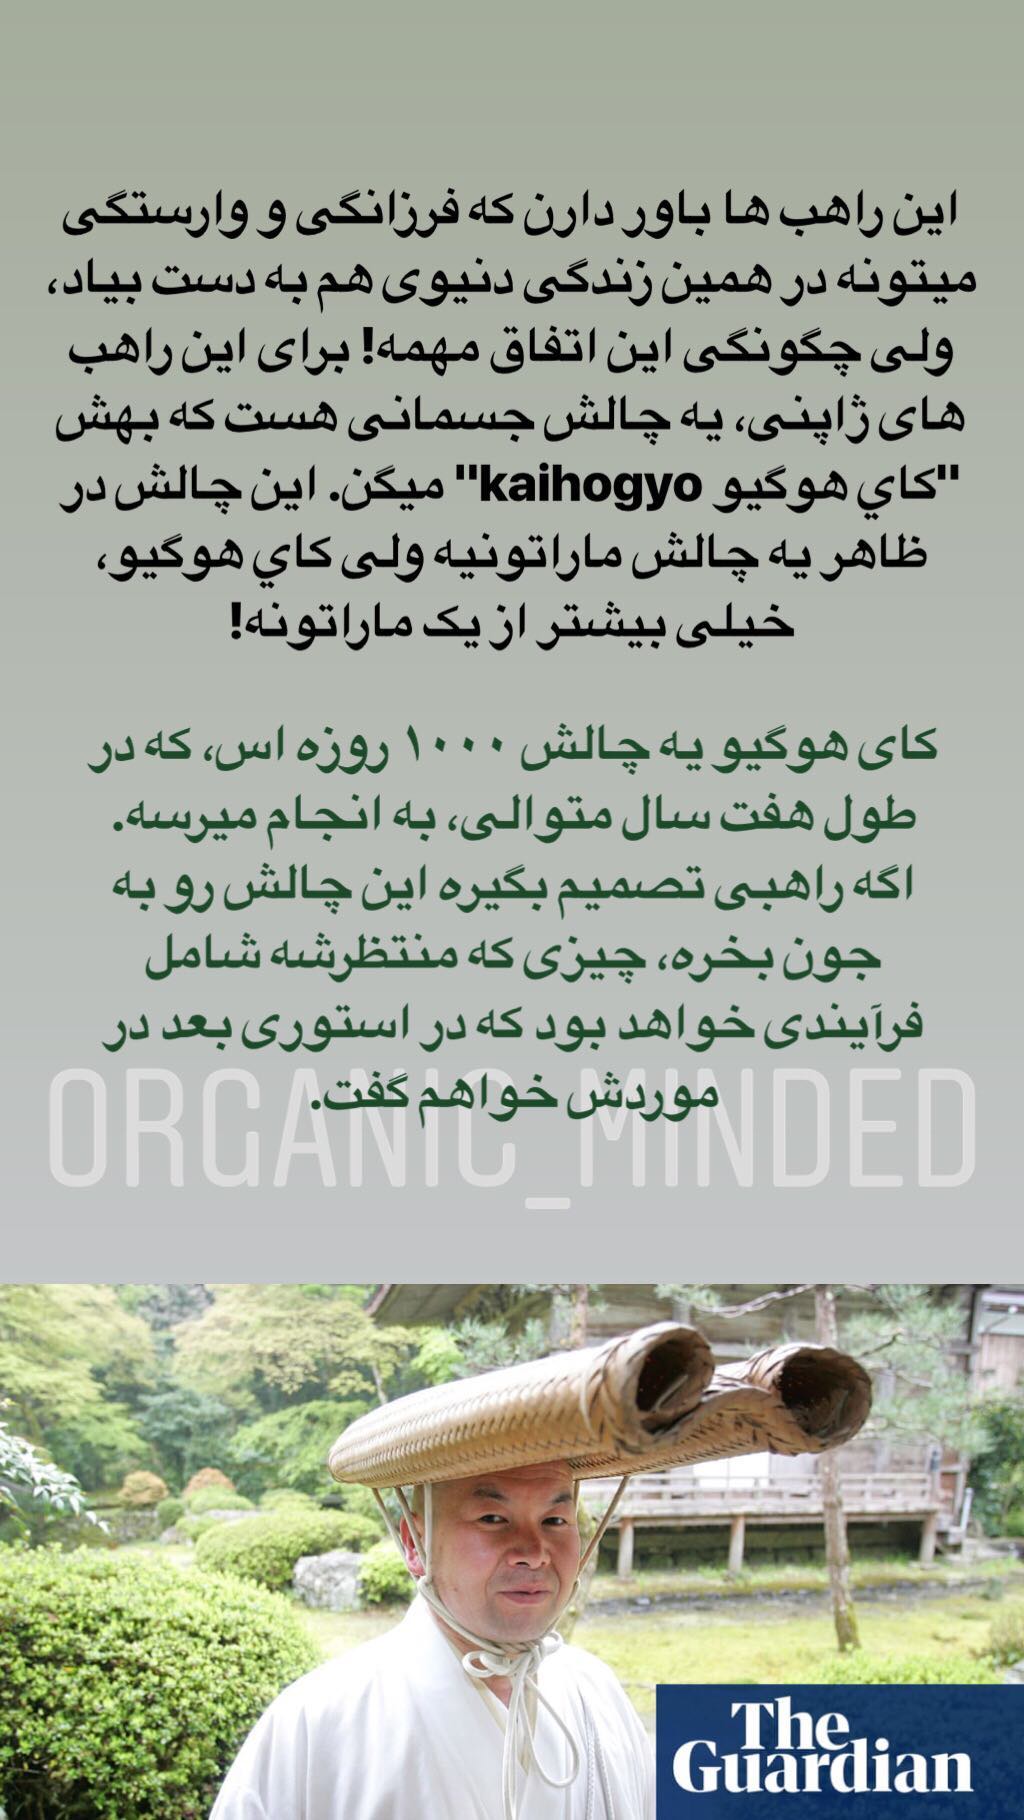 این راهب ها باور دارن که فرزانگی و وارستگی
میتونه در همین زندگی دنیوی هم به دست بیاد،
ولی چگونگی این اتفاق مهمه! برای این راهب
های ژاپنی، یه چالش جسمانی هست که بهش
"کاي هوگیو kaihogyo" میگن. این چالش در
ظاهر یه چالش ماراتونیه ولی کاي هوگیو،
خیلی بیشتر از یک ماراتونه!
کای هوگیو یه چالش ۱۰۰۰ روزه اس، که در
طول هفت سال متوالی، به انجام میرسه.
اگه راهبی تصمیم بگیره این چالش رو به
جون بخره، چیزی که منتظرشه شامل
فرآیندی خواهد بود که در استوری بعد در
موردش خواهم گفت.
ORGANIC_MINDED
The
Guardian